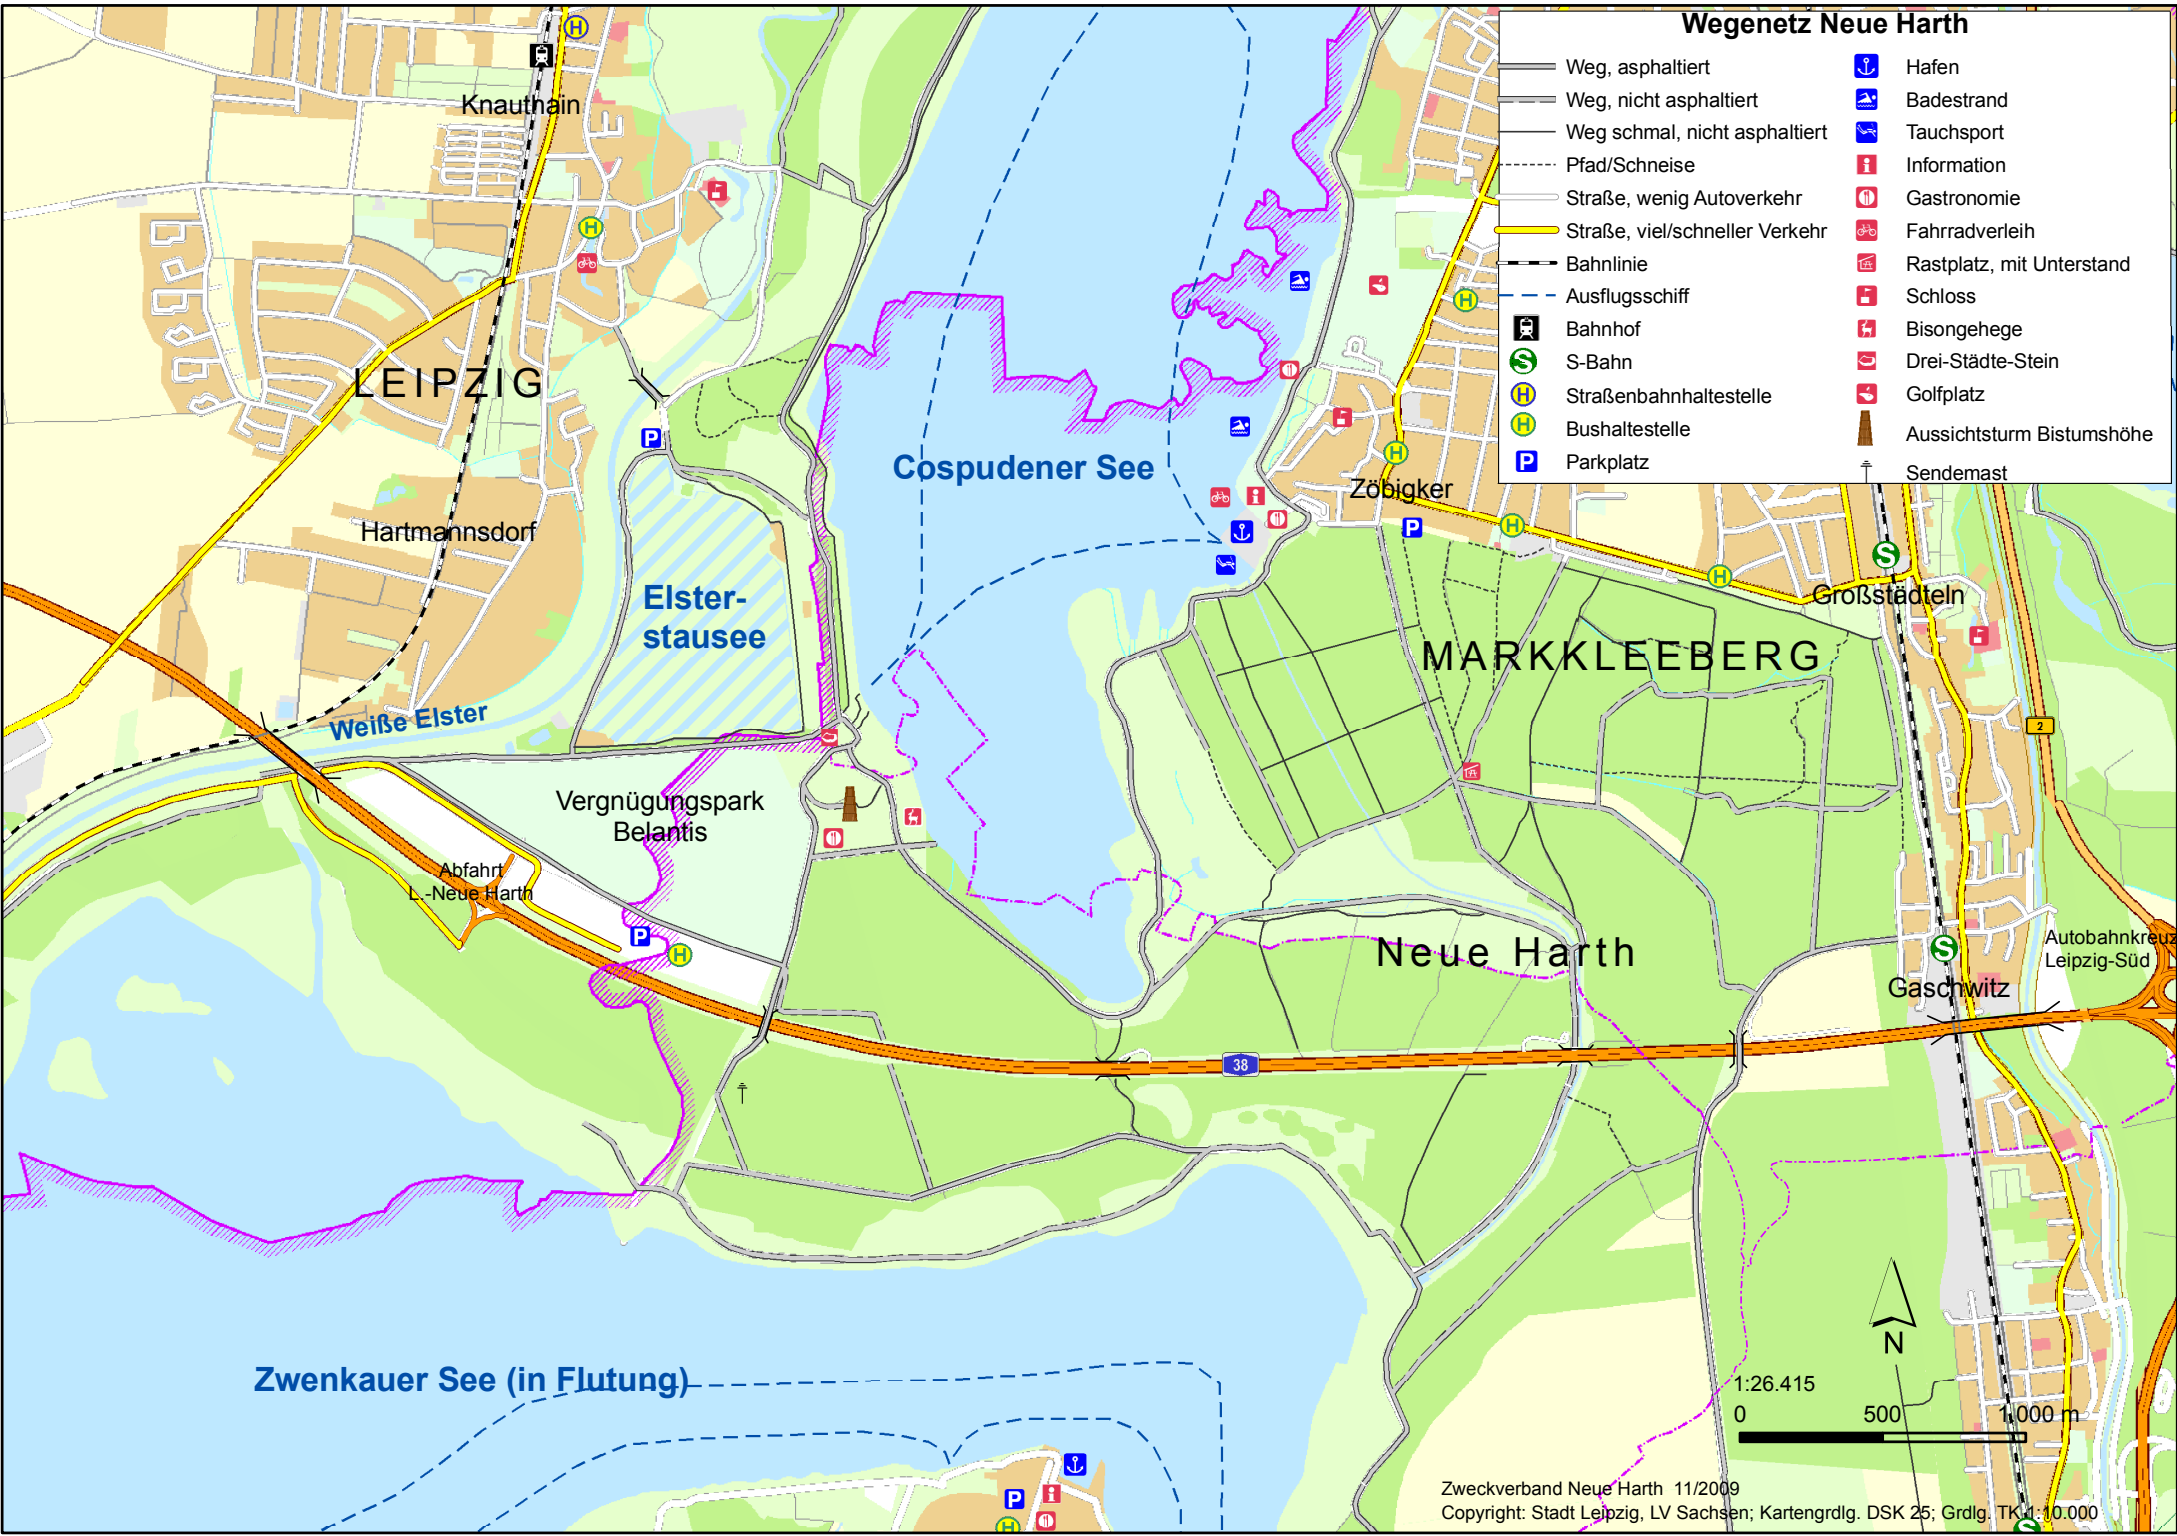 Wegenetz Neue Harth
Weg, asphaltiert
Weg, nicht asphaltiert
Weg schmal, nicht asphaltiert
Pfad/Schneise
Straße, wenig Autoverkehr
Straße, viel/schneller Verkehr
Bahnlinie
Ausflugsschiff
Bahnhof
S
S-Bahn
H
Straßenbahnhaltestelle
H
Bushaltestelle
P
Parkplatz
Hafen
Badestrand
Tauchsport
Information
Gastronomie
Fahrradverleih
Rastplatz, mit Unterstand
Schloss
Bisongehege
Drei-Städte-Stein
Golfplatz
Aussichtsturm Bistumshöhe
Sendemast
H
Knauthain
H
H
LEIPZIG
P
H
Cospudener See
Zöbigker
P
H
Hartmannsdorf
S
H
Elster-
stausee
Großstädteln
MARKKLEEBERG
Weiße Elster
2
Vergnügungspark
Belantis
Abfahrt
L.-Neue Harth
P
H
Neue Harth
S
Autobahnkreuz
Leipzig-Süd
Gaschwitz
38
Zwenkauer See (in Flutung)
N
1:26.415
0 500 1.000 m
P
H
S
Zweckverband Neue Harth 11/2009
Copyright: Stadt Leipzig, LV Sachsen; Kartengrdlg. DSK 25; Grdlg. TK 1:10.000